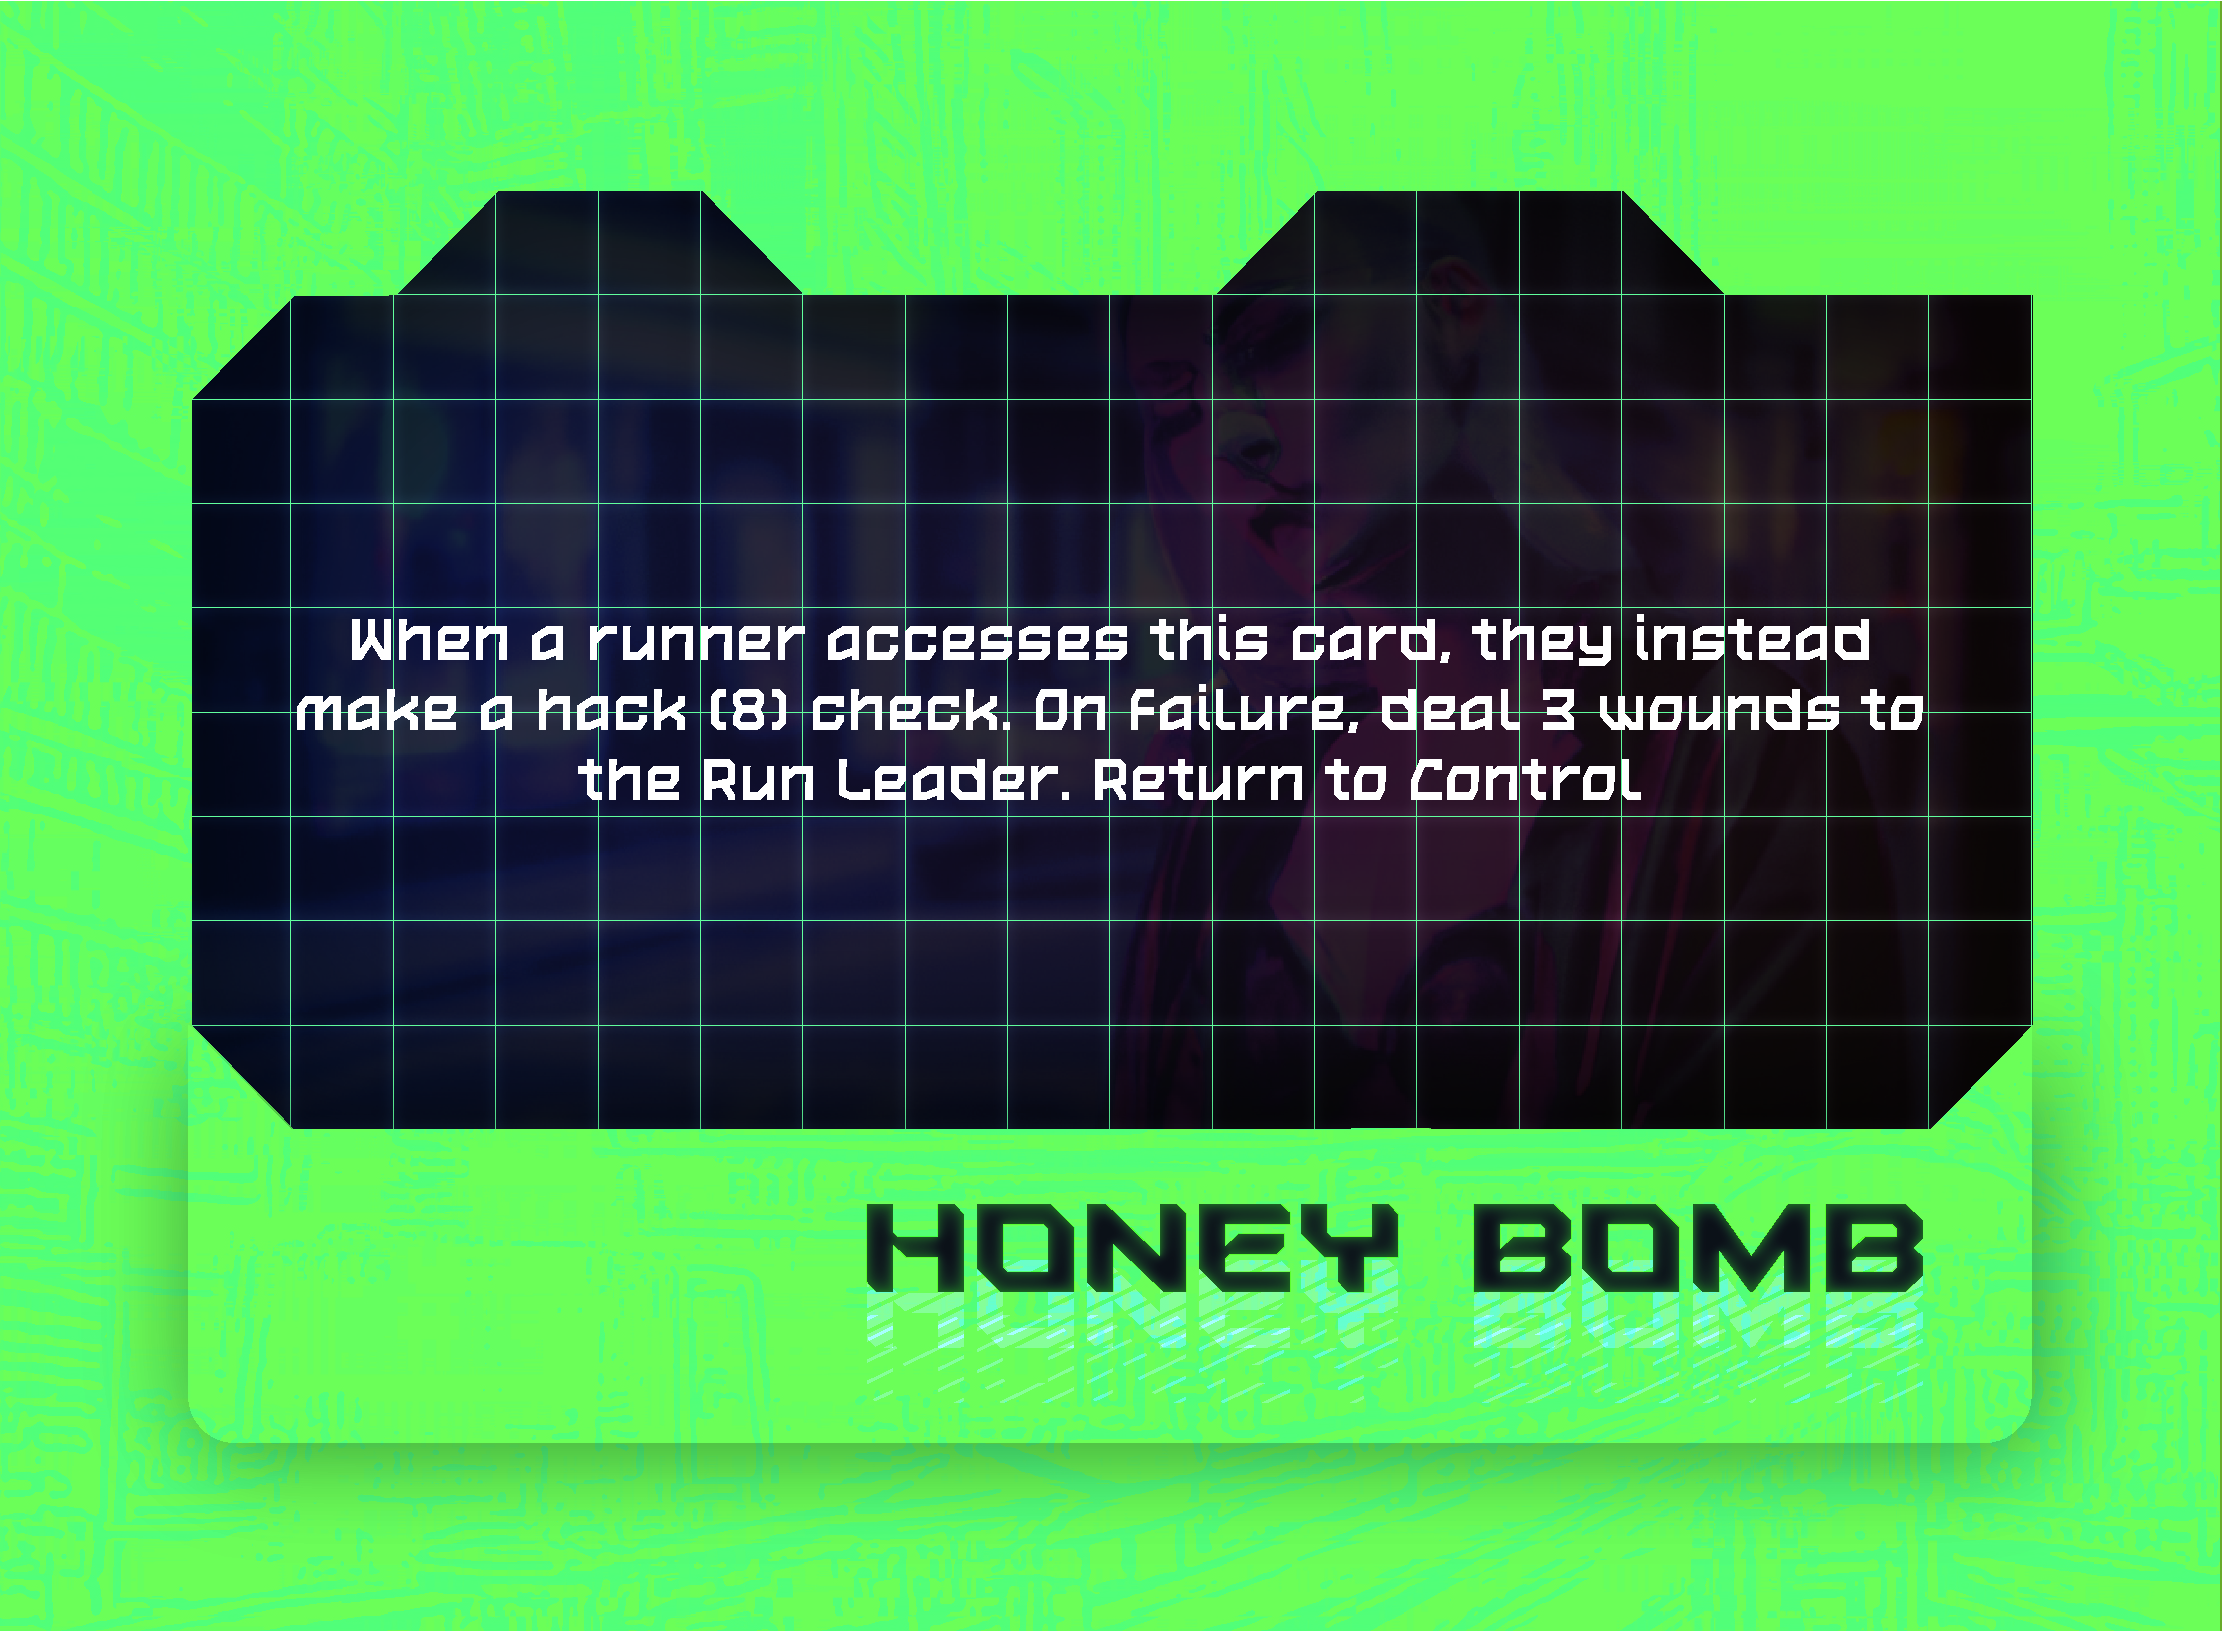 When a runner accesses this card, they instead
make a hack (8) check. On failure, deal 3 wounds to
the Run Leader. Return to Control
HONEY BOMB